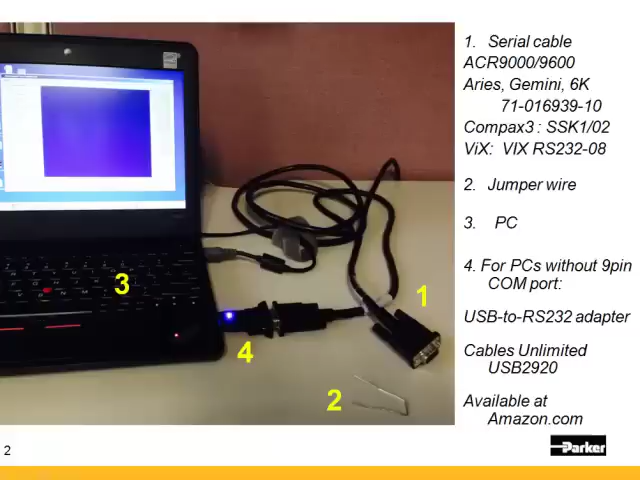 1. Serial cable
ACR9000/9600
Aries, Gemini, 6K
71-016939-10
Compax3 : SSK1/02
ViX: VIX RS232-08
2. Jumper wire
3. PC
4. For PCs without 9pin
COM port:
USB-to-RS232 adapter
Cables Unlimited
USB2920
Available at
Amazon.com
3
1
4
2
2
Parker